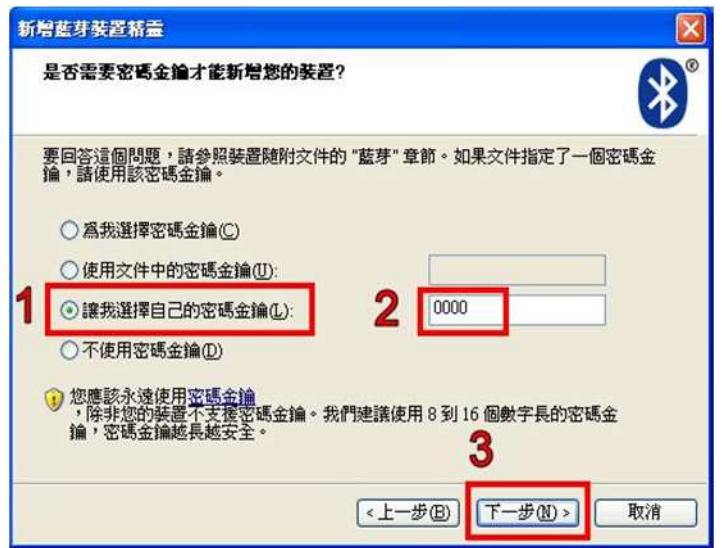 新增藍芽裝置精靈
是否需要密碼金鑰才能新增您的裝置?
®
要回答這個問題，請參照裝置隨附文件的 "藍芽" 章節。如果文件指定了一個密碼金
鑰，請使用該密碼金鑰。
為我選擇密碼金鑰(C)
使用文件中的密碼金鑰(U):
1 讓我選擇自己的密碼金鑰(L): 2 0000
不使用密碼金鑰(D)
您應該永遠使用密碼金鑰
，除非您的裝置不支援密碼金鑰。我們建議使用 8 到 16 個數字長的密碼金
鑰，密碼金鑰越長越安全。
3
<上一步(B) 下一步(N)> 取消